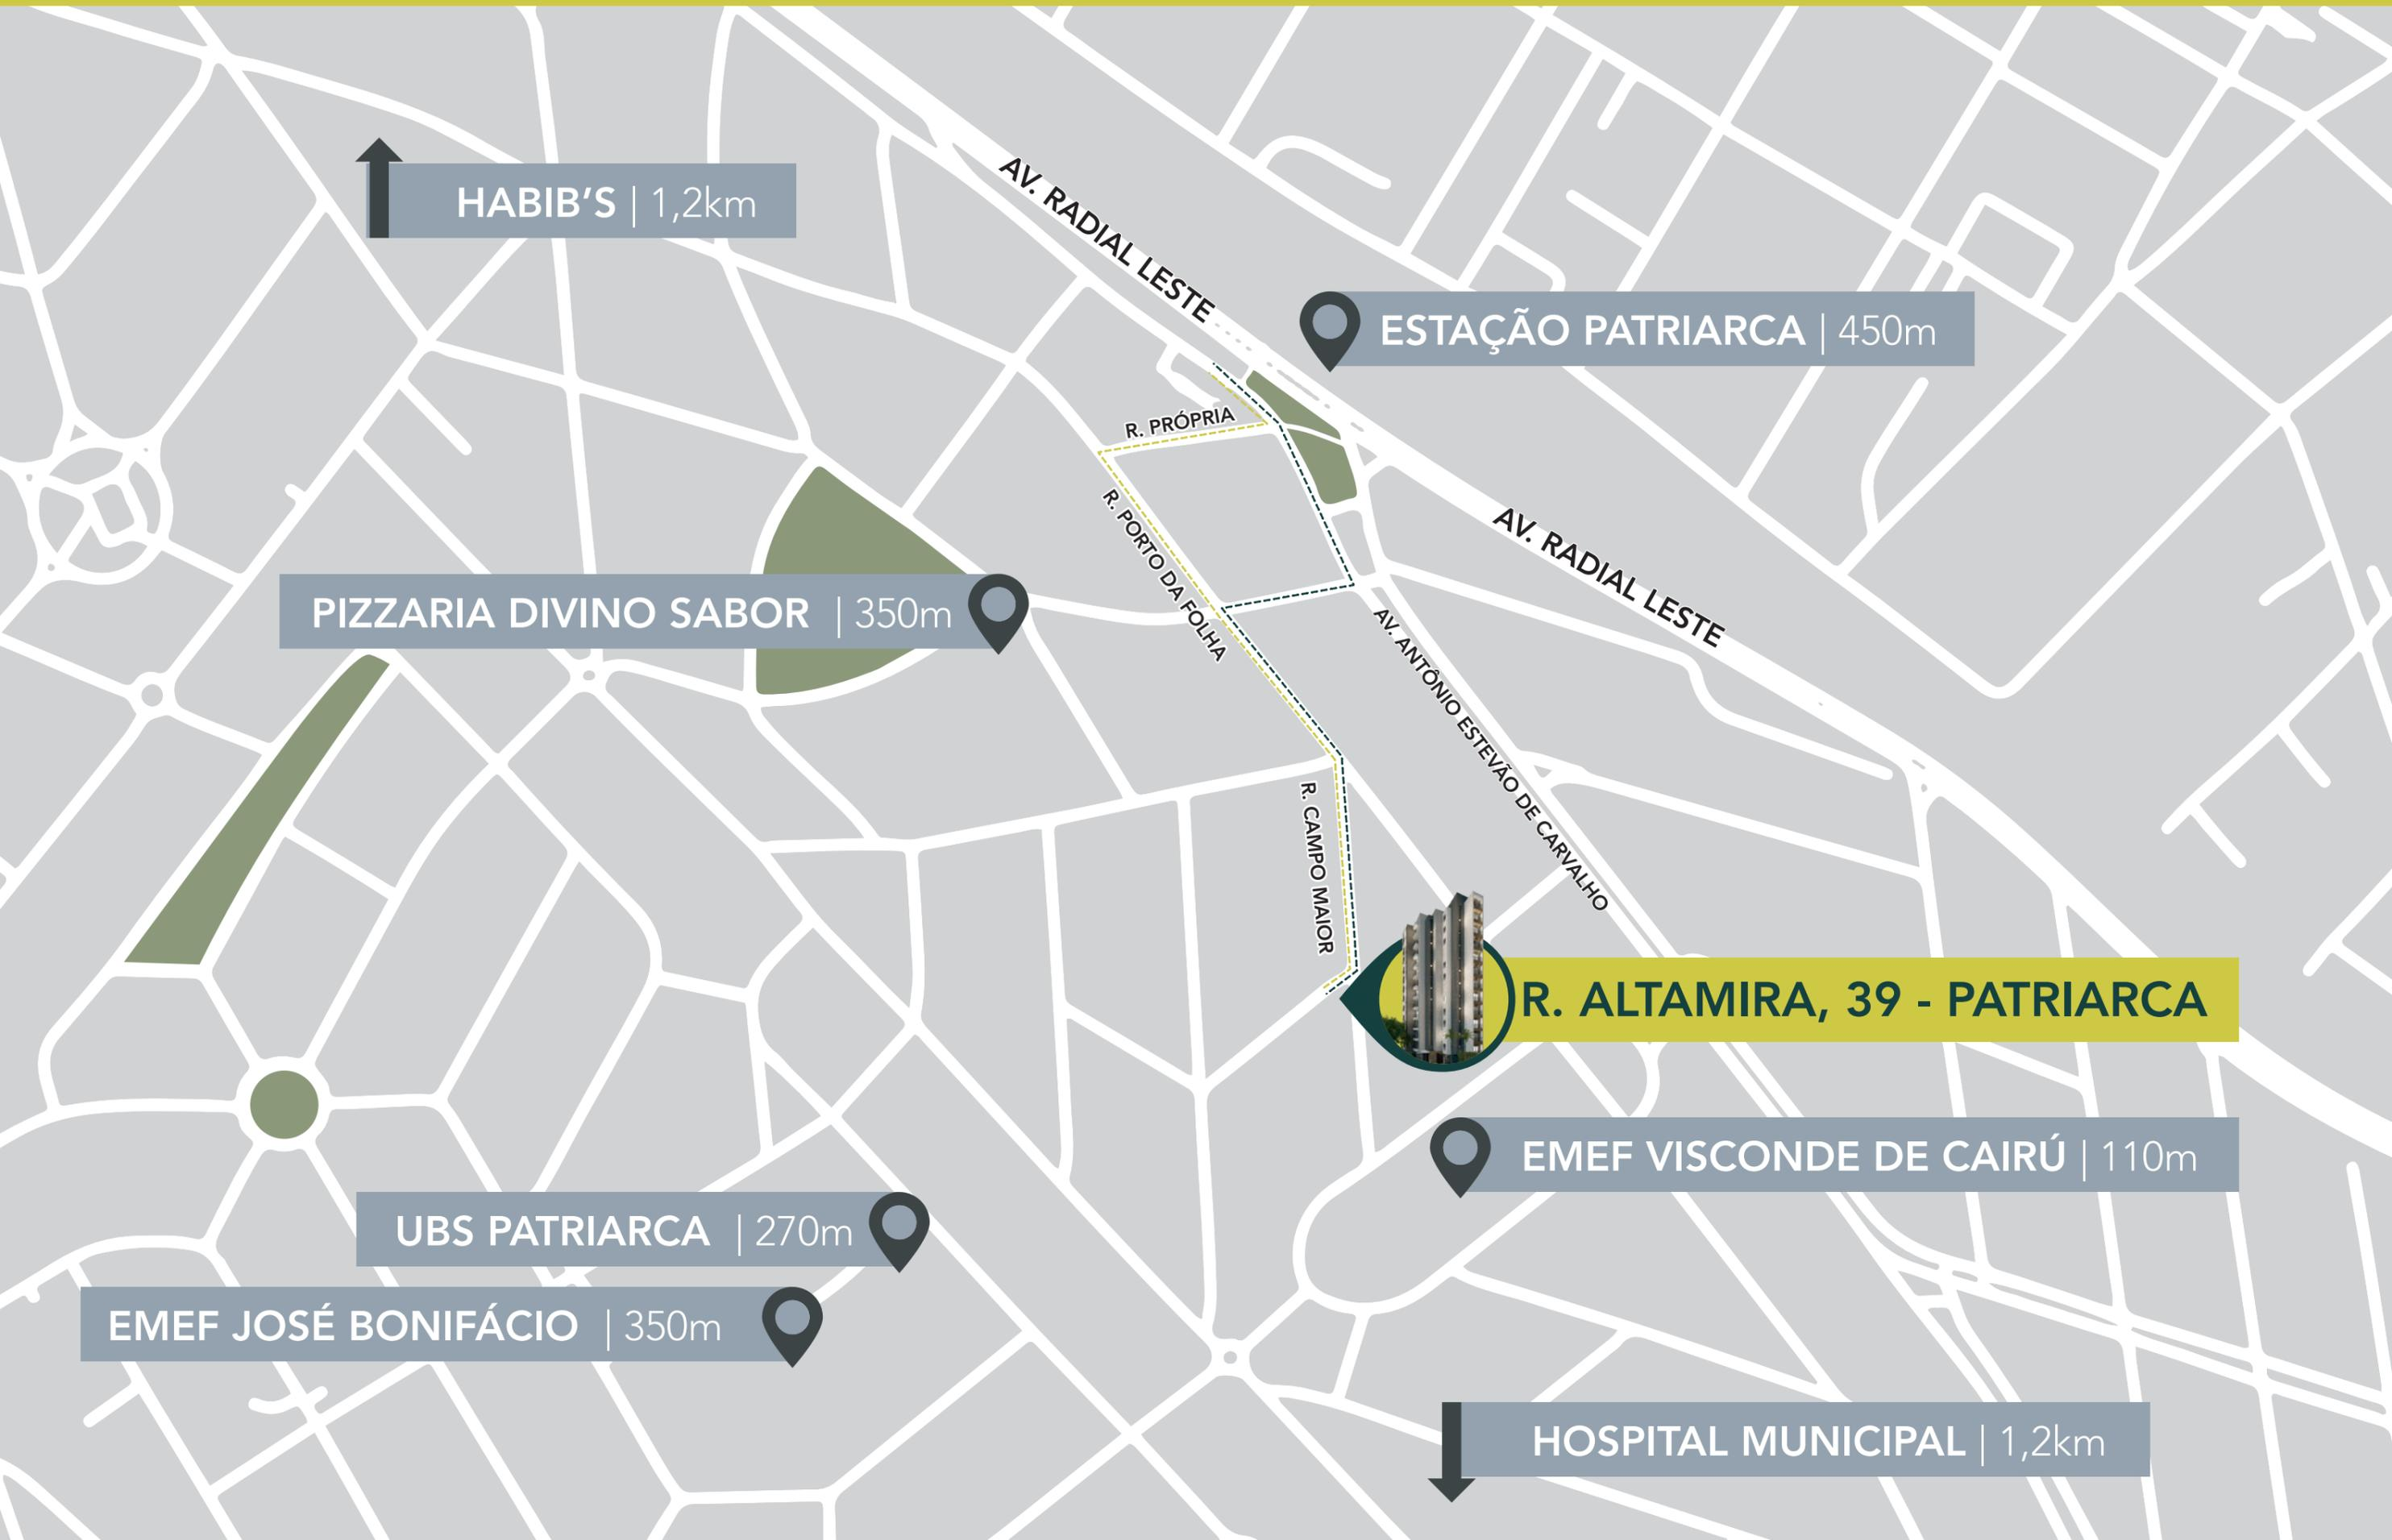 HABIB'S | 1,2km
AV. RADIAL LESTE
ESTAÇÃO PATRIARCA | 450m
R. PRÓPRIA
R. PORTO DA FOLHA
AV. RADIAL LESTE
PIZZARIA DIVINO SABOR | 350m
AV. ANTÔNIO ESTEVÃO DE CARVALHO
R. CAMPO MAIOR
R. ALTAMIRA, 39 - PATRIARCA
EMEF VISCONDE DE CAIRÚ | 110m
UBS PATRIARCA | 270m
EMEF JOSÉ BONIFÁCIO | 350m
HOSPITAL MUNICIPAL | 1,2km